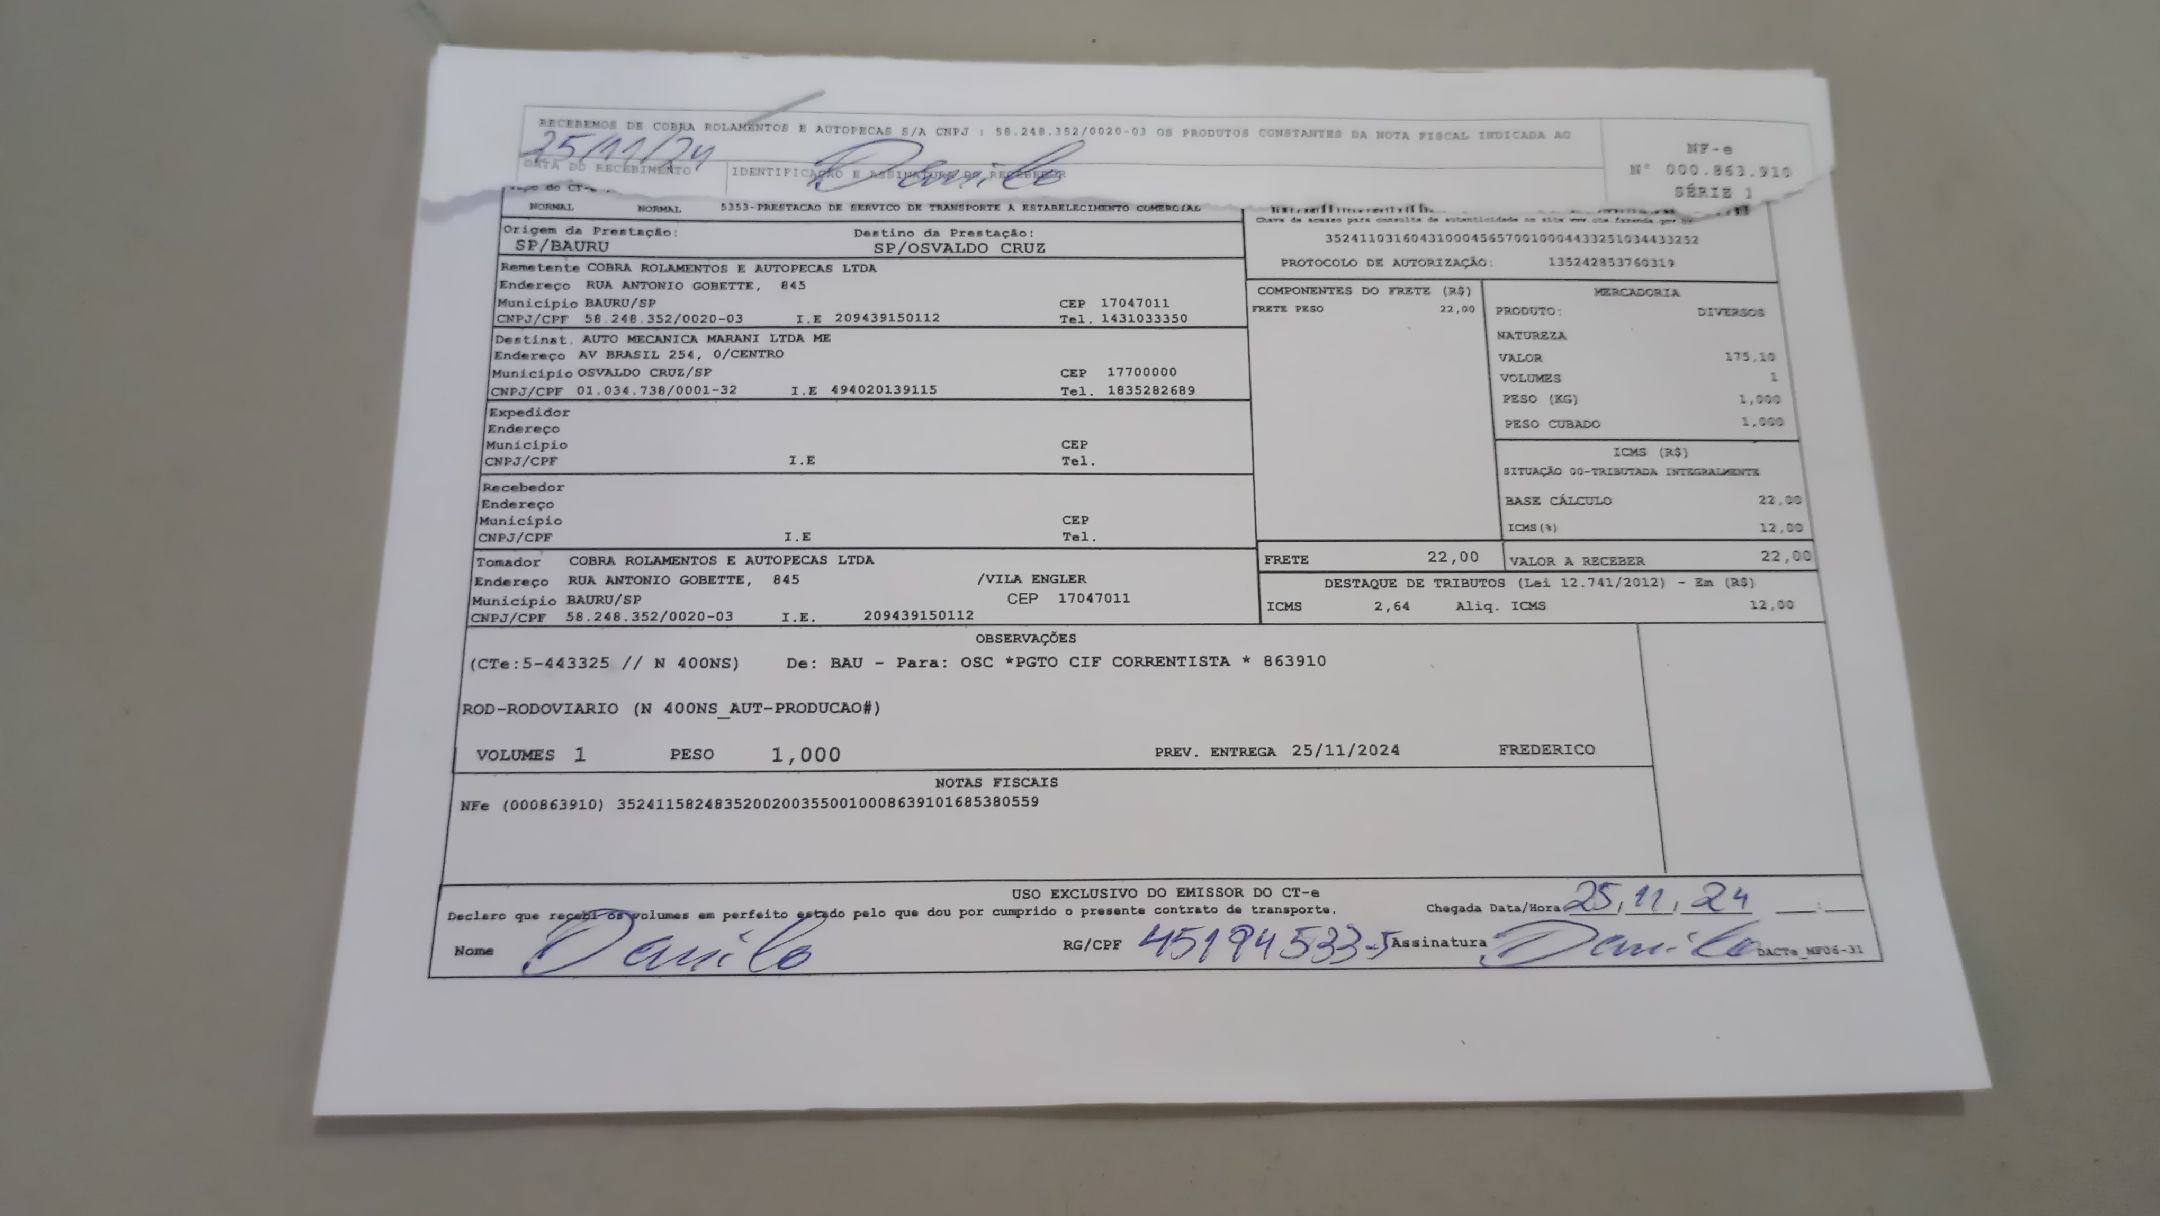 RECEBEMOS DE COBRA ROLAMENTOS E AUTOPECAS S/A CNPJ : 58.248.352/0020-03 OS PRODUTOS CONSTANTES DA NOTA FISCAL INDICADA AO
25/11/24
Danilo
DATA DO RECEBIMENTO
IDENTIFICAÇÃO E ASSINATURA DO RECEBEDOR
NF-e
N° 000.863.910
SÉRIE 1
NORMAL NORMAL 5353-PRESTACAO DE SERVICO DE TRANSPORTE A ESTABELECIMENTO COMERCIAL
Chave de acesso para consulta de autenticidade no site www.cte.fazenda.gov
35241103160431000456570010004433251034433252
PROTOCOLO DE AUTORIZAÇÃO: 135242853760319
Origem da Prestação: Destino da Prestação:
SP/BAURU SP/OSVALDO CRUZ
Remetente COBRA ROLAMENTOS E AUTOPECAS LTDA
Endereço RUA ANTONIO GOBETTE, 845
Município BAURU/SP CEP 17047011
CNPJ/CPF 58.248.352/0020-03 I.E 209439150112 Tel. 1431033350
Destinat. AUTO MECANICA MARANI LTDA ME
Endereço AV BRASIL 254, 0/CENTRO
Município OSVALDO CRUZ/SP CEP 17700000
CNPJ/CPF 01.034.738/0001-32 I.E 494020139115 Tel. 1835282689
Expedidor
Endereço
Município CEP
CNPJ/CPF I.E Tel.
Recebedor
Endereço
Município CEP
CNPJ/CPF I.E Tel.
Tomador COBRA ROLAMENTOS E AUTOPECAS LTDA
Endereço RUA ANTONIO GOBETTE, 845 /VILA ENGLER
Município BAURU/SP CEP 17047011
CNPJ/CPF 58.248.352/0020-03 I.E. 209439150112
COMPONENTES DO FRETE (R$)
FRETE PESO 22,00
MERCADORIA
PRODUTO: DIVERSOS
NATUREZA
VALOR 175,10
VOLUMES 1
PESO (KG) 1,000
PESO CUBADO 1,000
ICMS (R$)
SITUAÇÃO 00-TRIBUTADA INTEGRALMENTE
BASE CÁLCULO 22,00
ICMS(%) 12,00
FRETE 22,00 VALOR A RECEBER 22,00
DESTAQUE DE TRIBUTOS (Lei 12.741/2012) - Em (R$)
ICMS 2,64 Aliq. ICMS 12,00
OBSERVAÇÕES
(CTe:5-443325 // N 400NS) De: BAU - Para: OSC *PGTO CIF CORRENTISTA * 863910
ROD-RODOVIARIO (N 400NS_AUT-PRODUCAO#)
VOLUMES 1 PESO 1,000 PREV. ENTREGA 25/11/2024 FREDERICO
NOTAS FISCAIS
NFe (000863910) 35241158248352002003550010008639101685380559
USO EXCLUSIVO DO EMISSOR DO CT-e
Declaro que recebi os volumes em perfeito estado pelo que dou por cumprido o presente contrato de transporte. Chegada Data/Hora 25,11,24 __:__
Nome Danilo RG/CPF 45194533-5 Assinatura Danilo DACTe_MF06-31